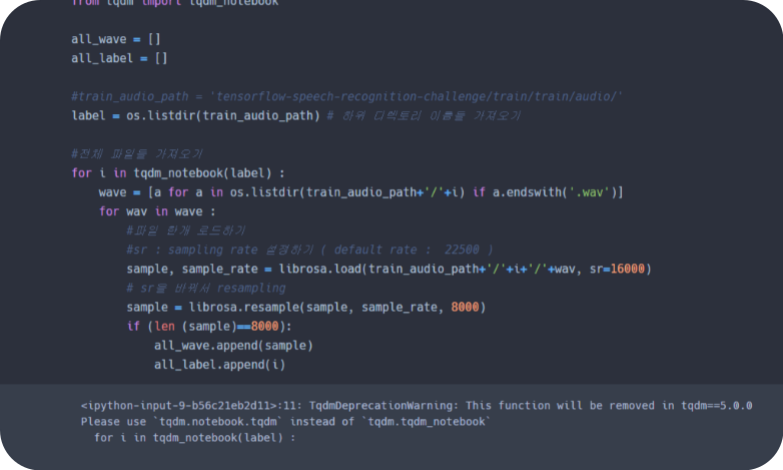 from tqdm import tqdm_notebook
all_wave = []
all_label = []
#train_audio_path = 'tensorflow-speech-recognition-challenge/train/train/audio/'
label = os.listdir(train_audio_path) # 하위 디렉토리 이름을 가져오기
#전체 파일을 가져오기
for i in tqdm_notebook(label) :
wave = [a for a in os.listdir(train_audio_path+'/'+i) if a.endswith('.wav')]
for wav in wave :
#파일 한개 로드하기
#sr : sampling rate 설정하기 ( default rate :  22500 )
sample, sample_rate = librosa.load(train_audio_path+'/'+i+'/'+wav, sr=16000)
# sr을 바꿔서 resampling
sample = librosa.resample(sample, sample_rate, 8000)
if (len (sample)==8000):
all_wave.append(sample)
all_label.append(i)
<ipython-input-9-b56c21eb2d11>:11: TqdmDeprecationWarning: This function will be removed in tqdm==5.0.0
Please use `tqdm.notebook.tqdm` instead of `tqdm.tqdm_notebook`
for i in tqdm_notebook(label) :